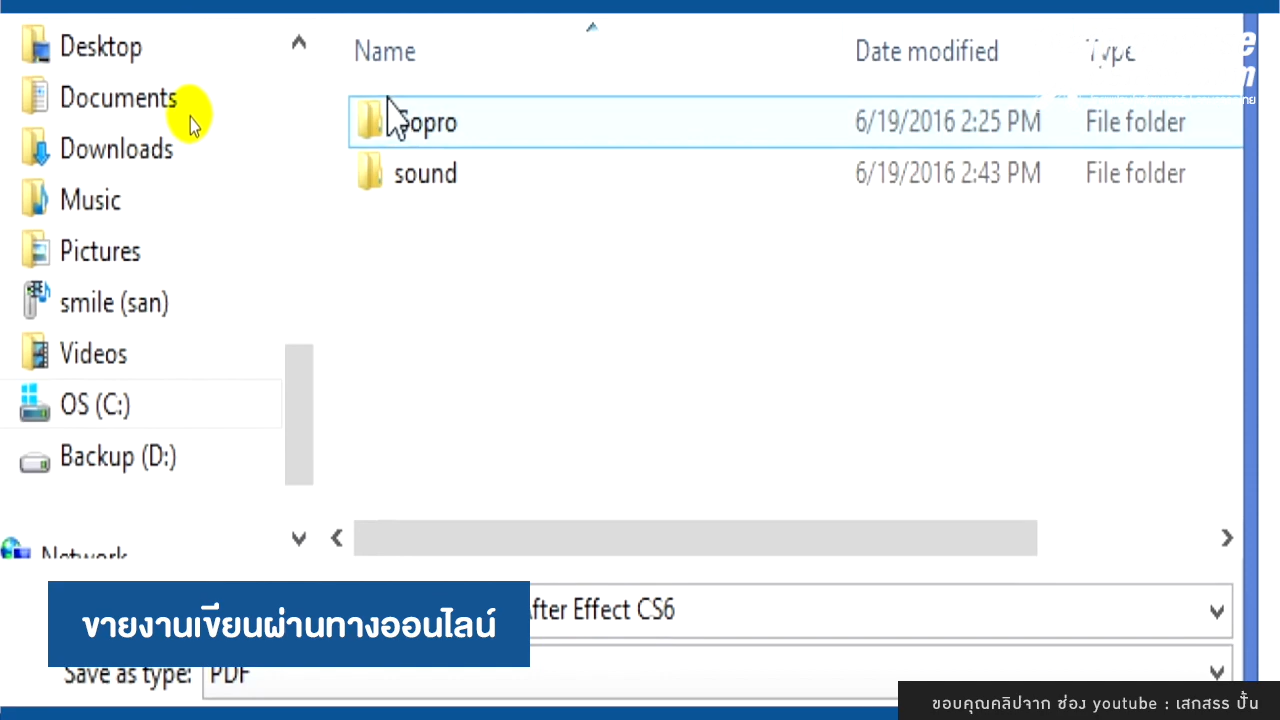 Desktop
Documents
Downloads
Music
Pictures
smile (san)
Videos
OS (C:)
Backup (D:)
Network
Name Date modified Type
6/19/2016 2:25 PM File folder
sound 6/19/2016 2:43 PM File folder
After Effect CS6
Save as type: PDF
ขายงานเขียนผ่านทางออนไลน์
ขอบคุณคลิปจาก ช่อง youtube : เสกสรร ปั้น